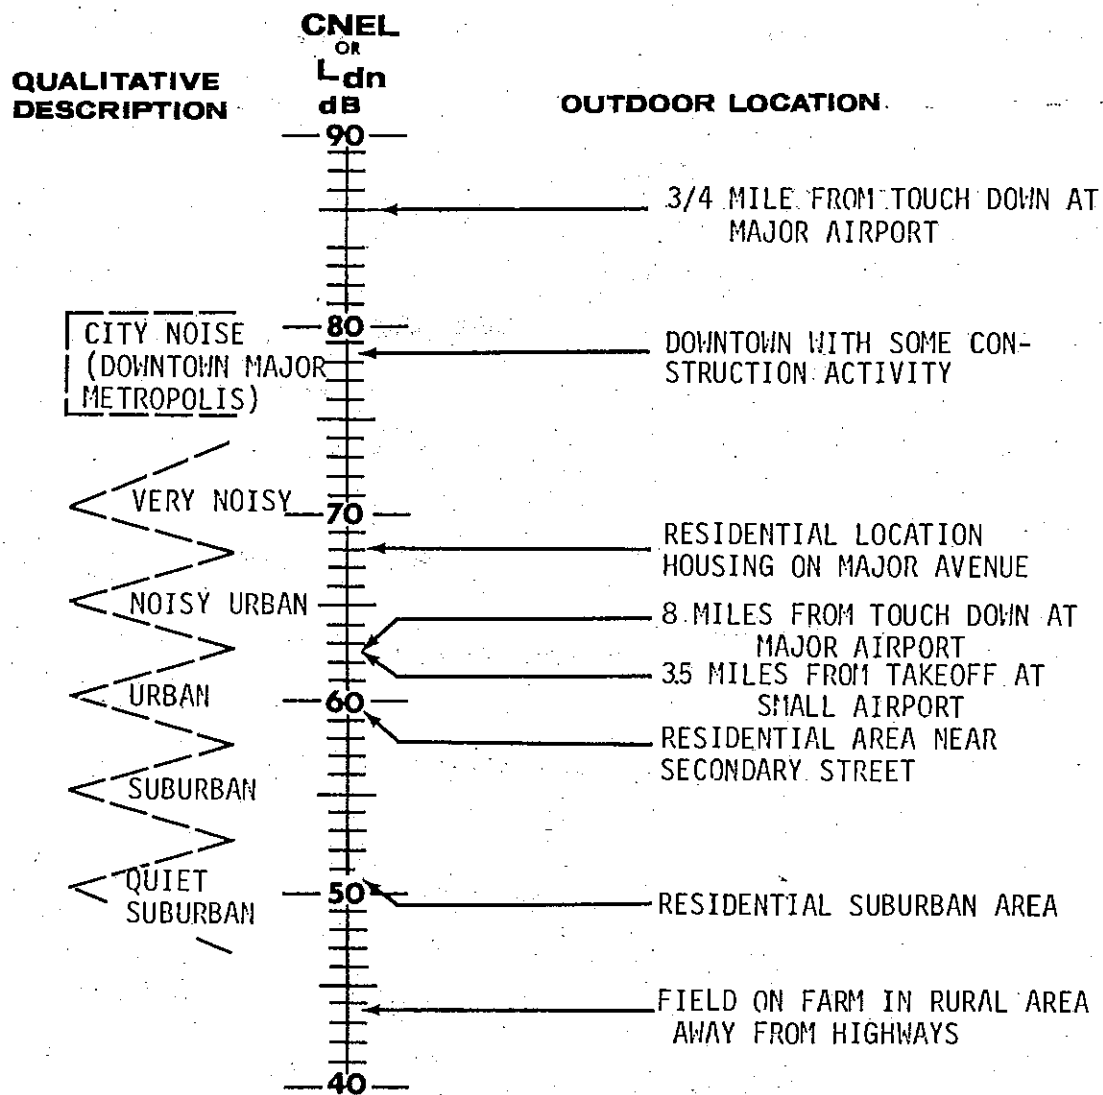 CNEL
OR
Ldn
dB
QUALITATIVE
DESCRIPTION
OUTDOOR LOCATION
90
3/4 MILE FROM TOUCH DOWN AT
MAJOR AIRPORT
80
CITY NOISE
(DOWNTOWN MAJOR
METROPOLIS)
DOWNTOWN WITH SOME CON-
STRUCTION ACTIVITY
VERY NOISY
70
RESIDENTIAL LOCATION
HOUSING ON MAJOR AVENUE
NOISY URBAN
8 MILES FROM TOUCH DOWN AT
MAJOR AIRPORT
3.5 MILES FROM TAKEOFF AT
SMALL AIRPORT
URBAN
60
RESIDENTIAL AREA NEAR
SECONDARY STREET
SUBURBAN
QUIET
SUBURBAN
50
RESIDENTIAL SUBURBAN AREA
FIELD ON FARM IN RURAL AREA
AWAY FROM HIGHWAYS
40